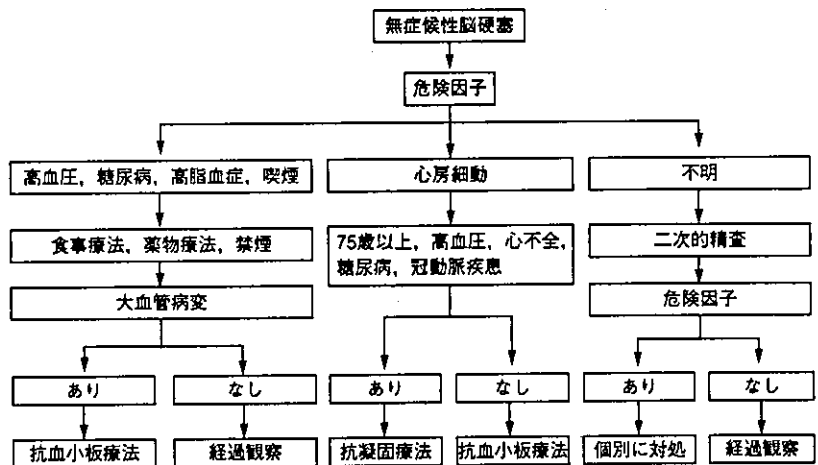 無症候性脳硬塞
危険因子
高血圧，糖尿病，高脂血症，喫煙
心房細動
不明
食事療法，薬物療法，禁煙
75歳以上，高血圧，心不全，
糖尿病，冠動脈疾患
二次的精査
大血管病変
危険因子
あり
なし
あり
なし
あり
なし
抗血小板療法
経過観察
抗凝固療法
抗血小板療法
個別に対処
経過観察